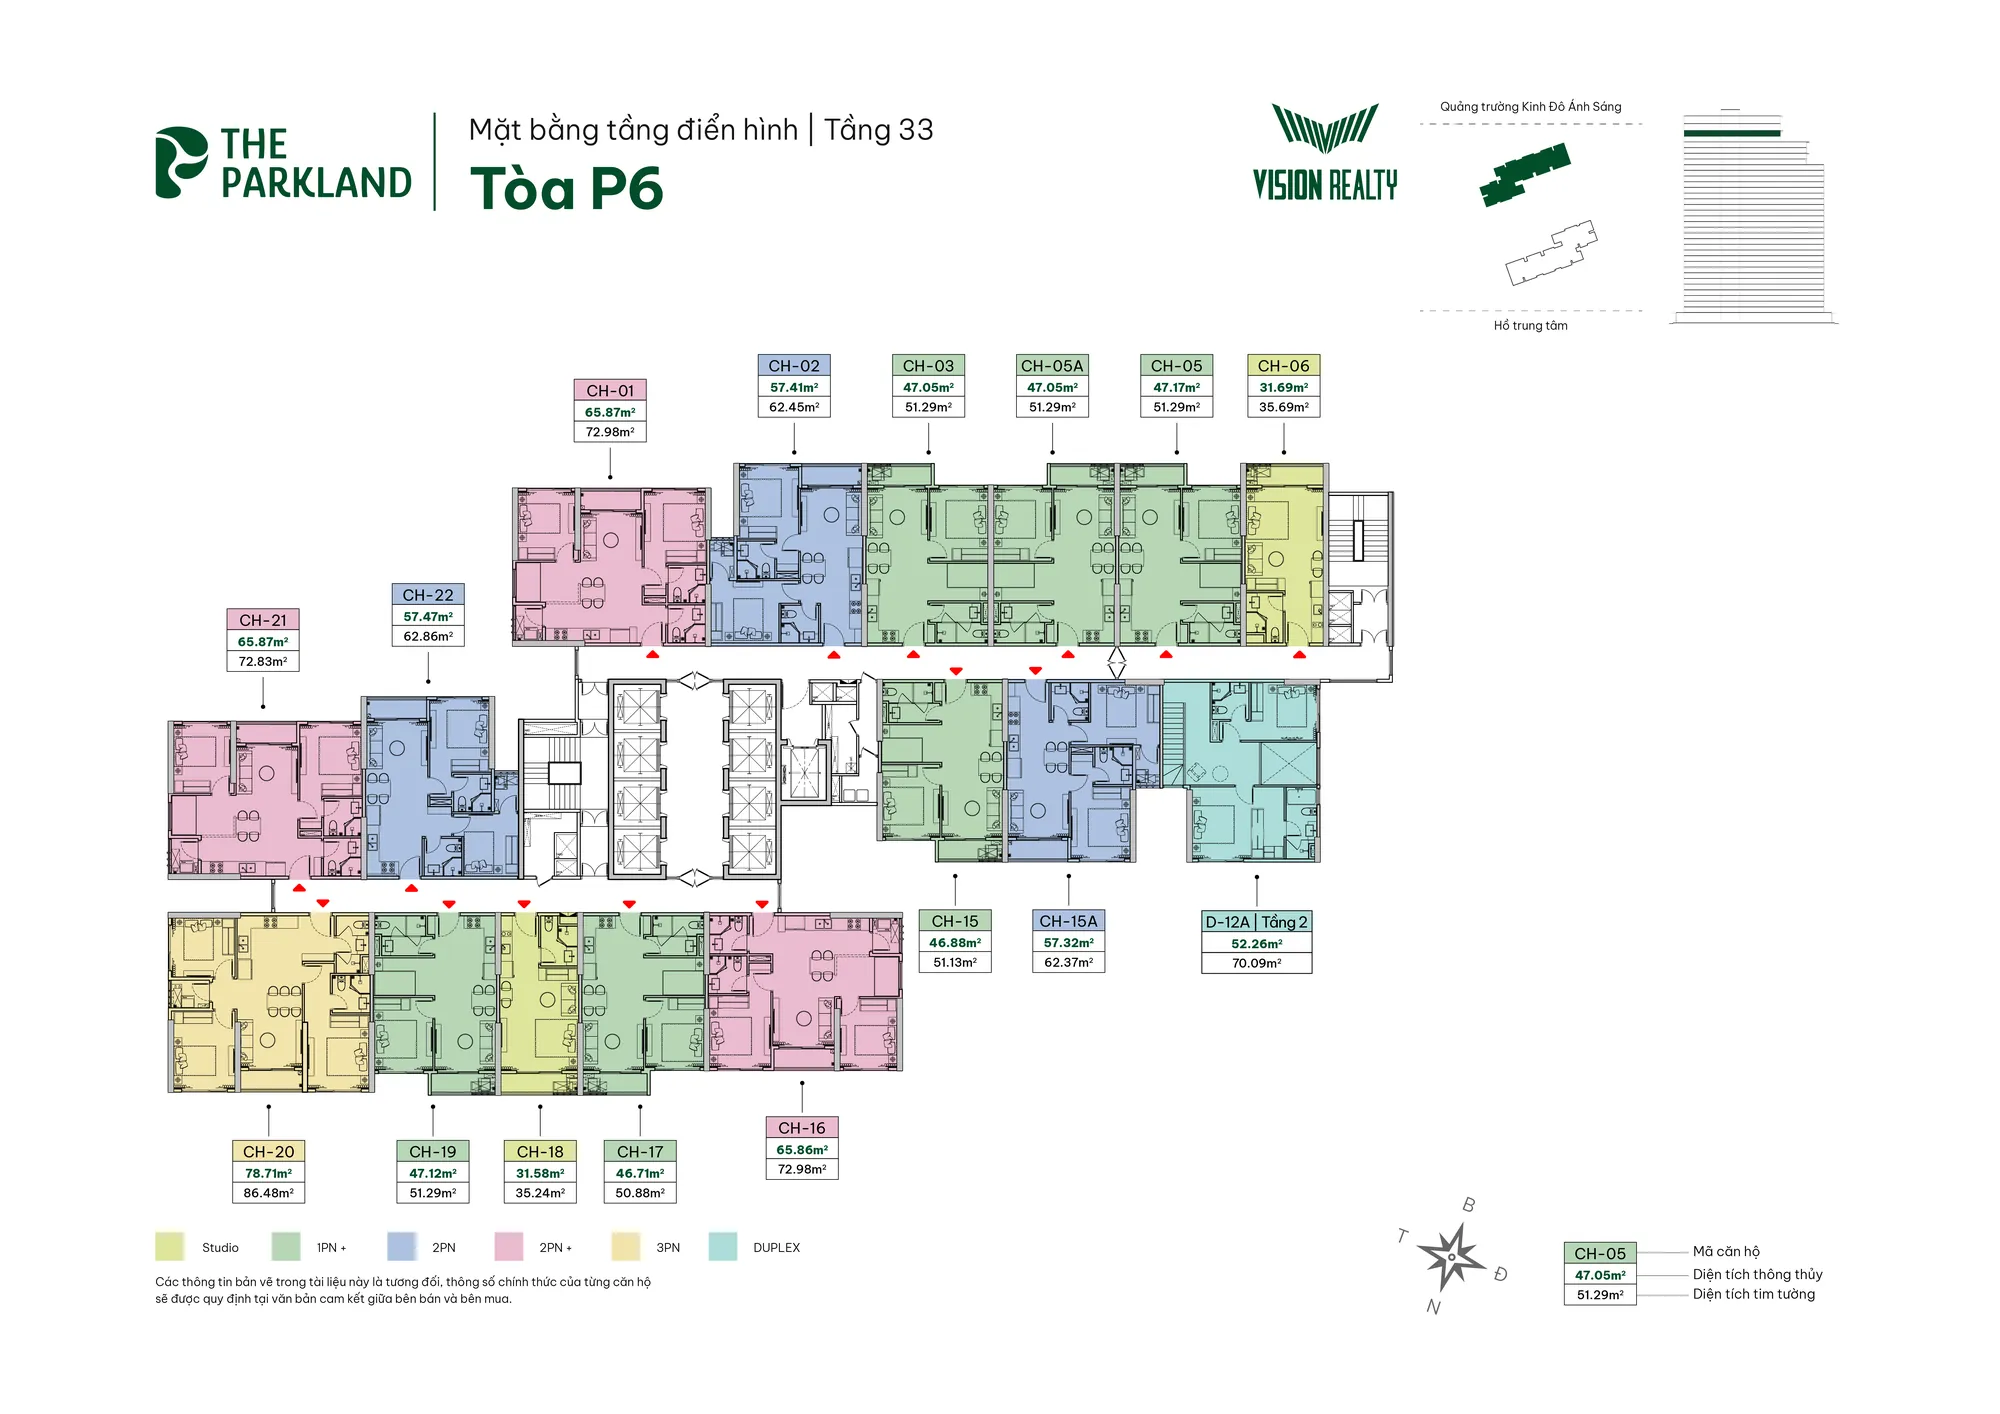 THE
PARKLAND
Mặt bằng tầng điển hình | Tầng 33
Tòa P6
VISION REALTY
Quảng trường Kinh Đô Ánh Sáng
Hồ trung tâm
CH-01
65.87m²
72.98m²
CH-02
57.41m²
62.45m²
CH-03
47.05m²
51.29m²
CH-05A
47.05m²
51.29m²
CH-05
47.17m²
51.29m²
CH-06
31.69m²
35.69m²
CH-21
65.87m²
72.83m²
CH-22
57.47m²
62.86m²
CH-15
46.88m²
51.13m²
CH-15A
57.32m²
62.37m²
D-12A | Tầng 2
52.26m²
70.09m²
CH-20
78.71m²
86.48m²
CH-19
47.12m²
51.29m²
CH-18
31.58m²
35.24m²
CH-17
46.71m²
50.88m²
CH-16
65.86m²
72.98m²
Studio
1PN +
2PN
2PN +
3PN
DUPLEX
Các thông tin bản vẽ trong tài liệu này là tương đối, thông số chính thức của từng căn hộ
sẽ được quy định tại văn bản cam kết giữa bên bán và bên mua.
B
T
Đ
N
CH-05
47.05m²
51.29m²
Mã căn hộ
Diện tích thông thủy
Diện tích tim tường